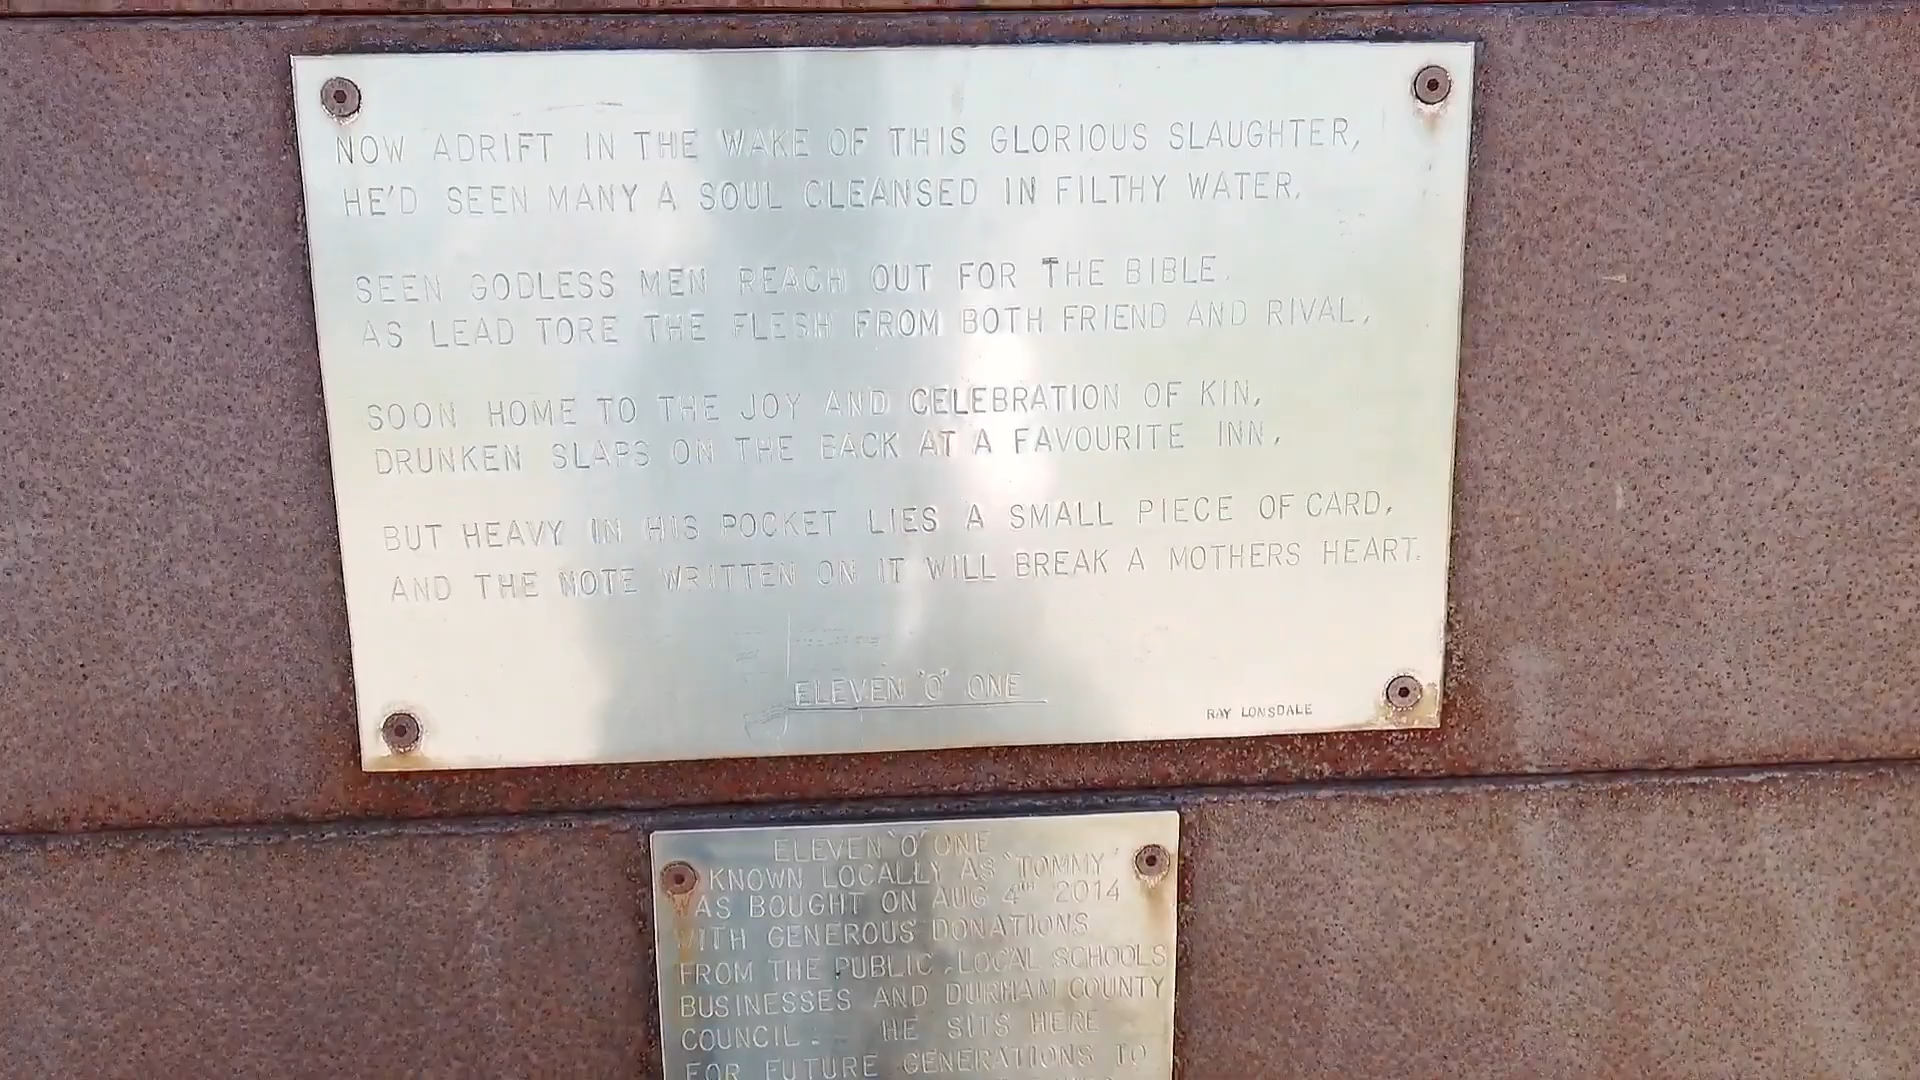 NOW ADRIFT IN THE WAKE OF THIS GLORIOUS SLAUGHTER,
HE'D SEEN MANY A SOUL CLEANSED IN FILTHY WATER,
SEEN GODLESS MEN REACH OUT FOR THE BIBLE.
AS LEAD TORE THE FLESH FROM BOTH FRIEND AND RIVAL,
SOON HOME TO THE JOY AND CELEBRATION OF KIN,
DRUNKEN SLAPS ON THE BACK AT A FAVOURITE INN,
BUT HEAVY IN HIS POCKET LIES A SMALL PIECE OF CARD,
AND THE NOTE WRITTEN ON IT WILL BREAK A MOTHERS HEART.
ELEVEN 'O' ONE
RAY LONSDALE
ELEVEN 'O' ONE
KNOWN LOCALLY AS "TOMMY"
WAS BOUGHT ON AUG 4TH 2014
WITH GENEROUS DONATIONS
FROM THE PUBLIC, LOCAL SCHOOLS
BUSINESSES AND DURHAM COUNTY
COUNCIL. HE SITS HERE
FOR FUTURE GENERATIONS TO